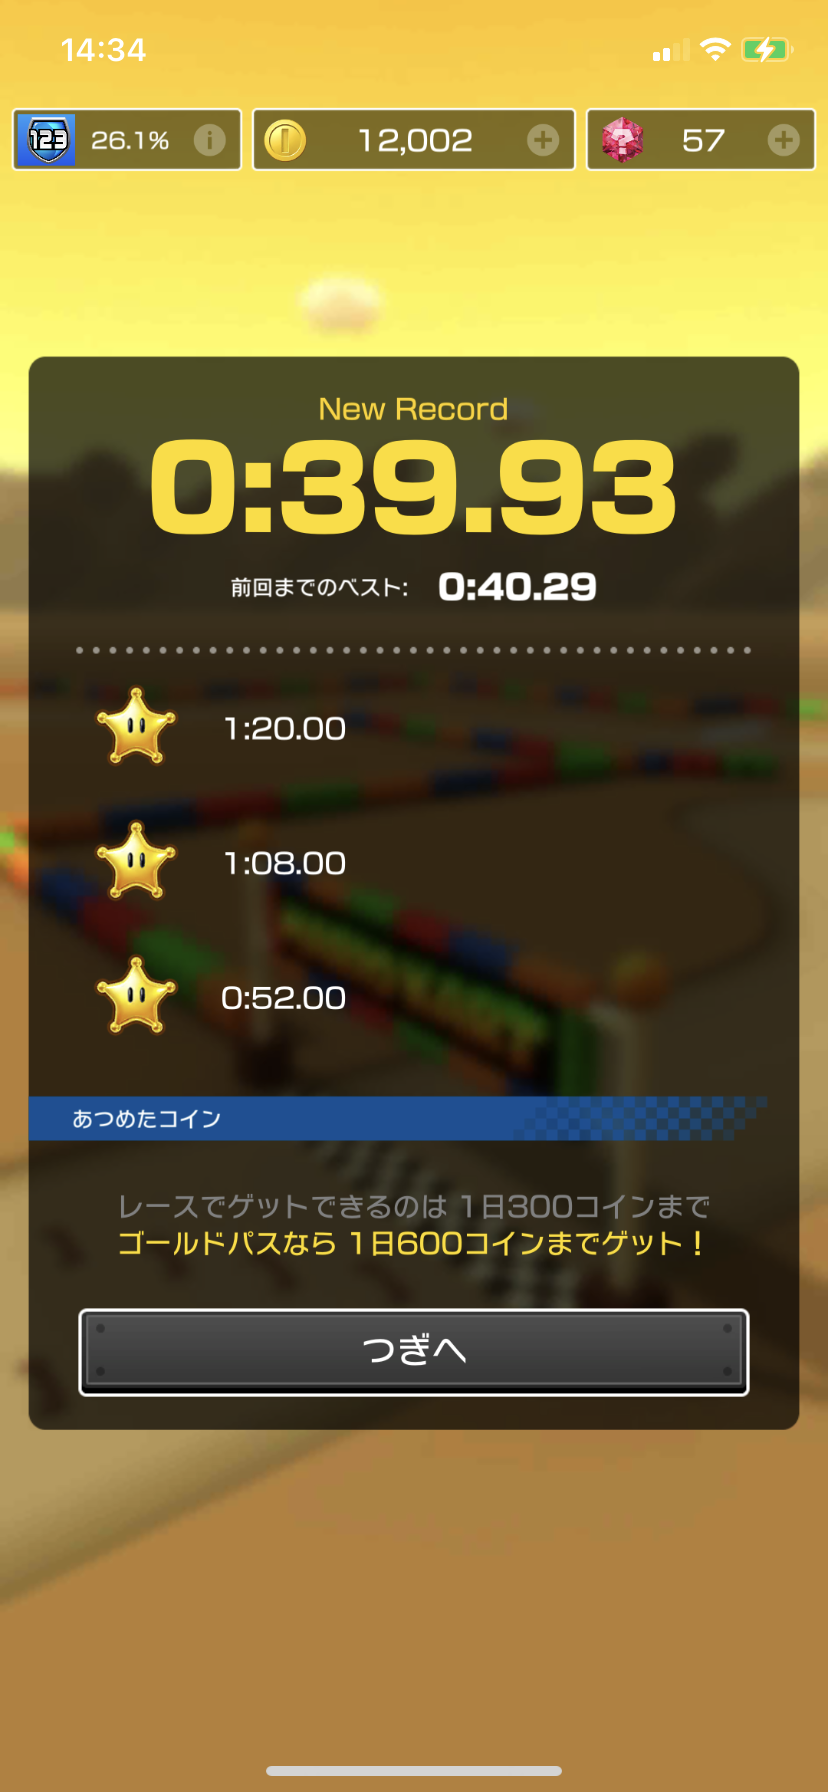 14:34
123 26.1% i 12,002 + ? 57 +
New Record
0:39.93
前回までのベスト: 0:40.29
1:20.00
1:08.00
0:52.00
あつめたコイン
レースでゲットできるのは 1日300コインまで
ゴールドパスなら 1日600コインまでゲット！
つぎへ